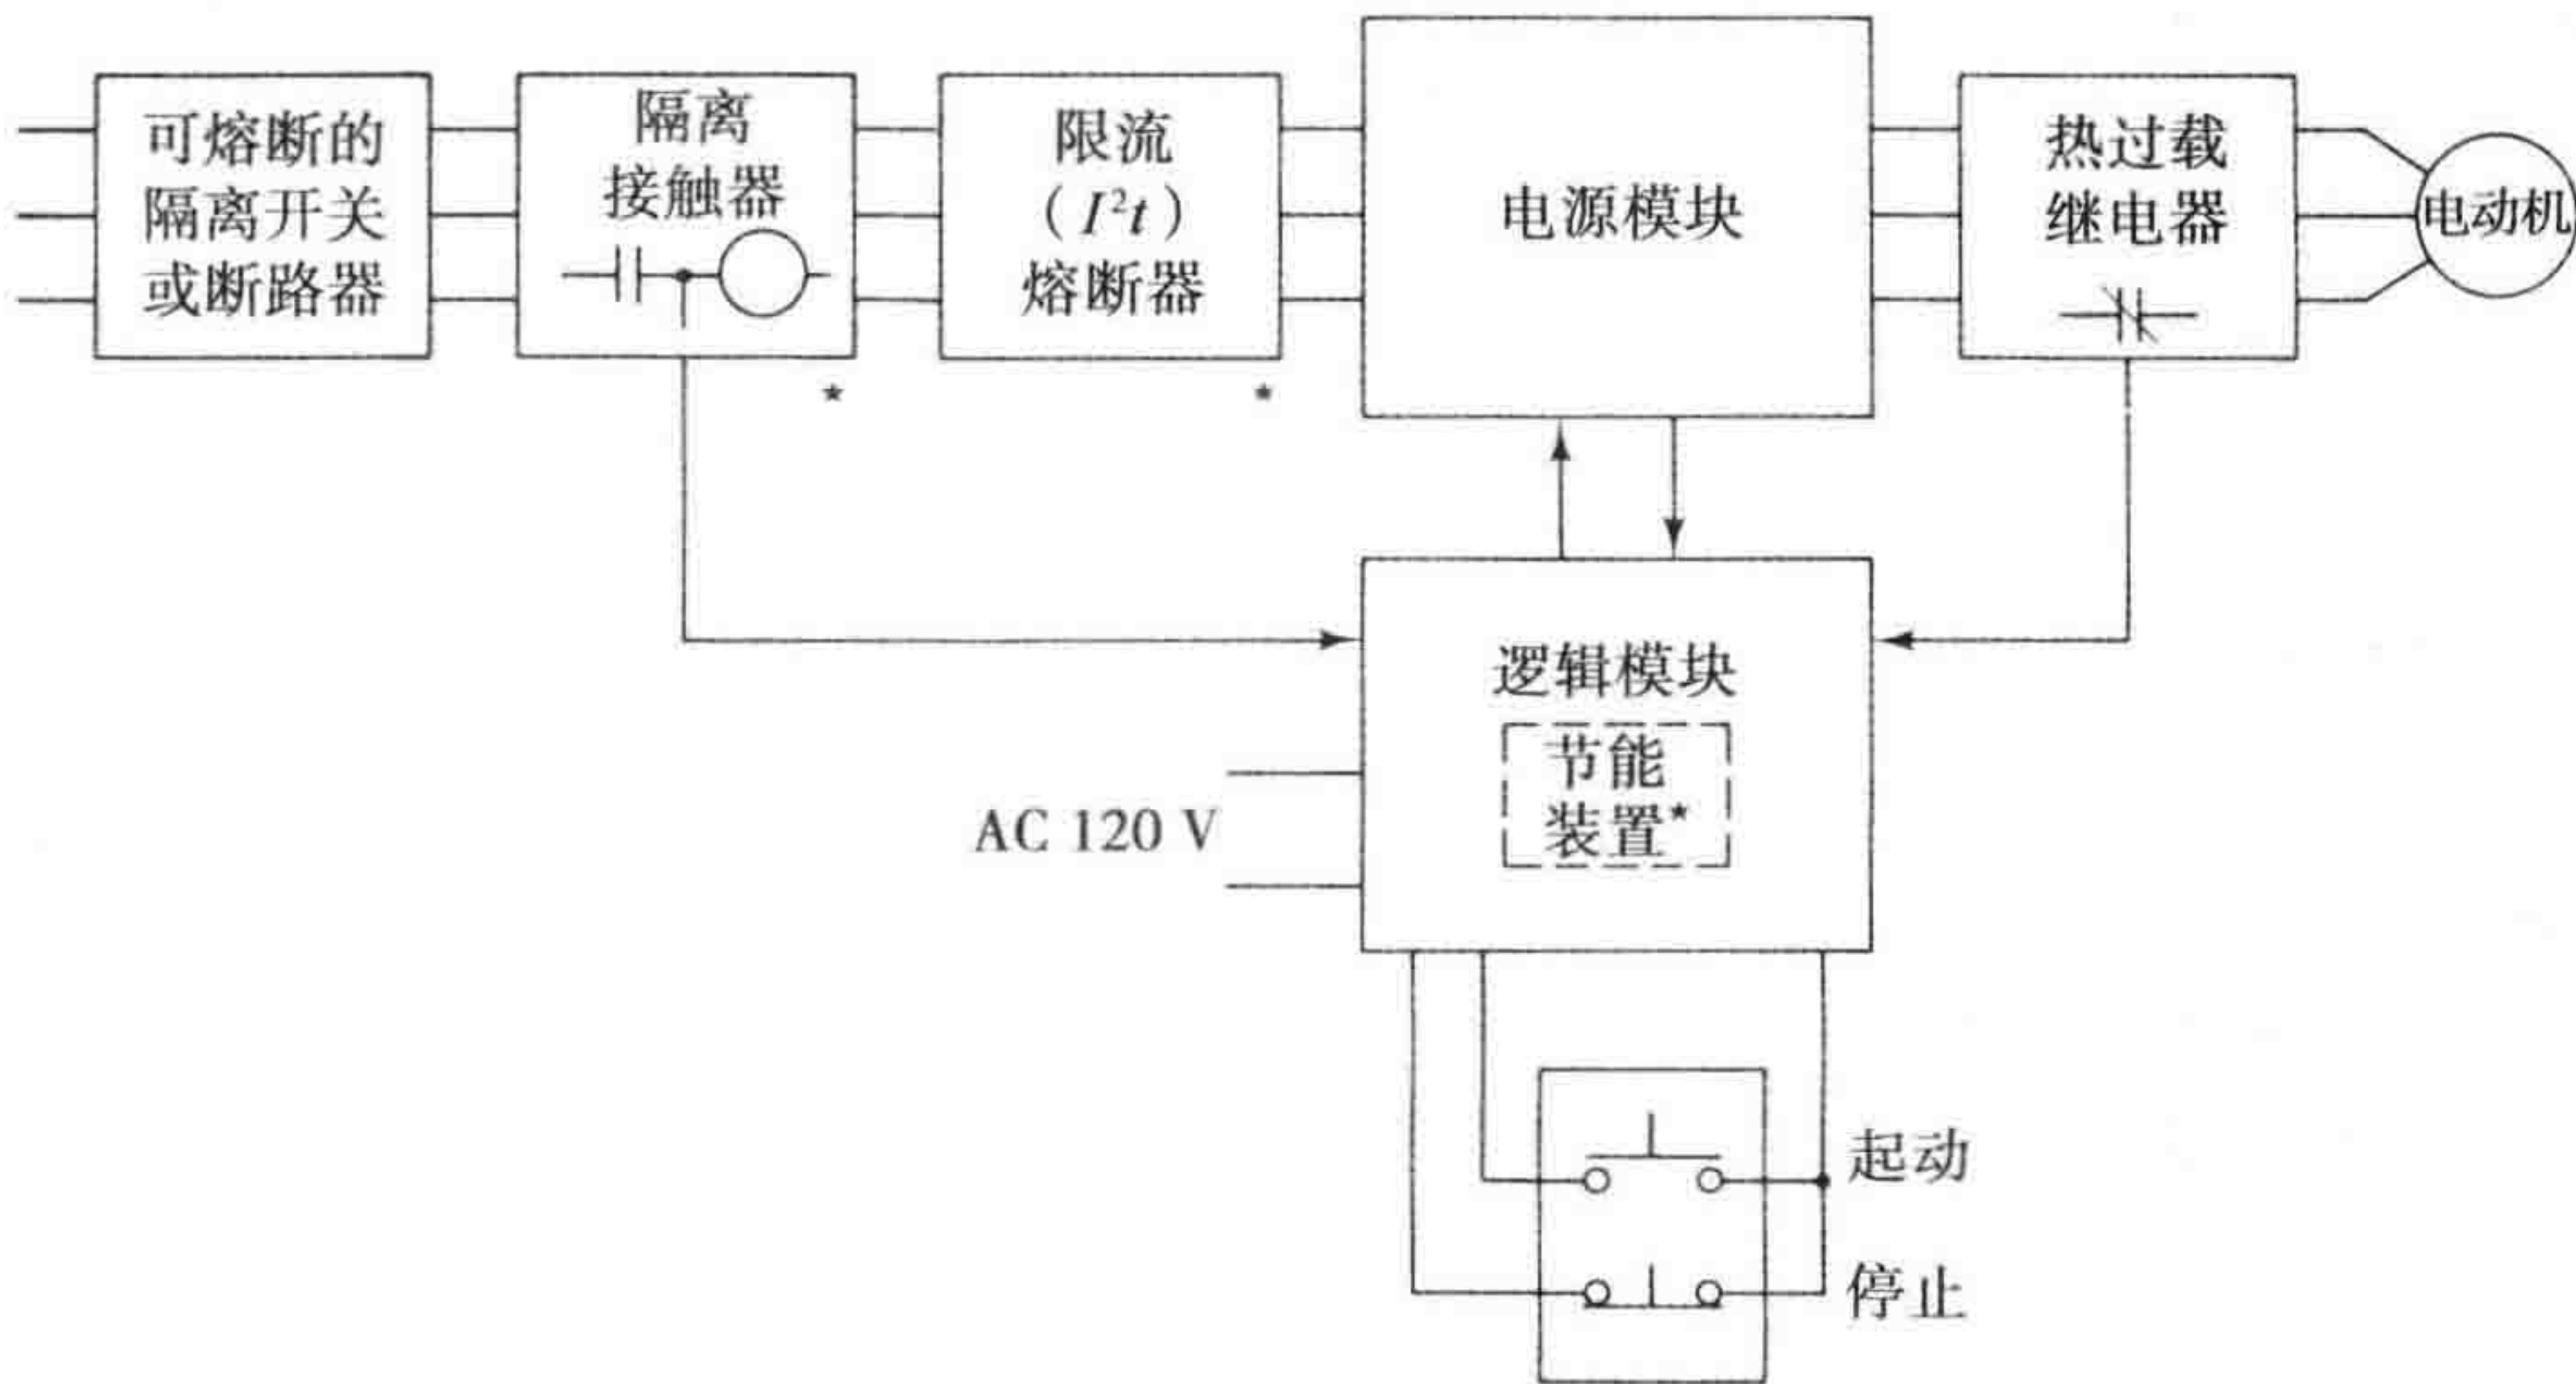 可熔断的
隔离开关
或断路器
隔离
接触器
*
限流
(I²t)
熔断器
*
电源模块
热过载
继电器
电动机
逻辑模块
节能
装置*
AC 120 V
起动
停止